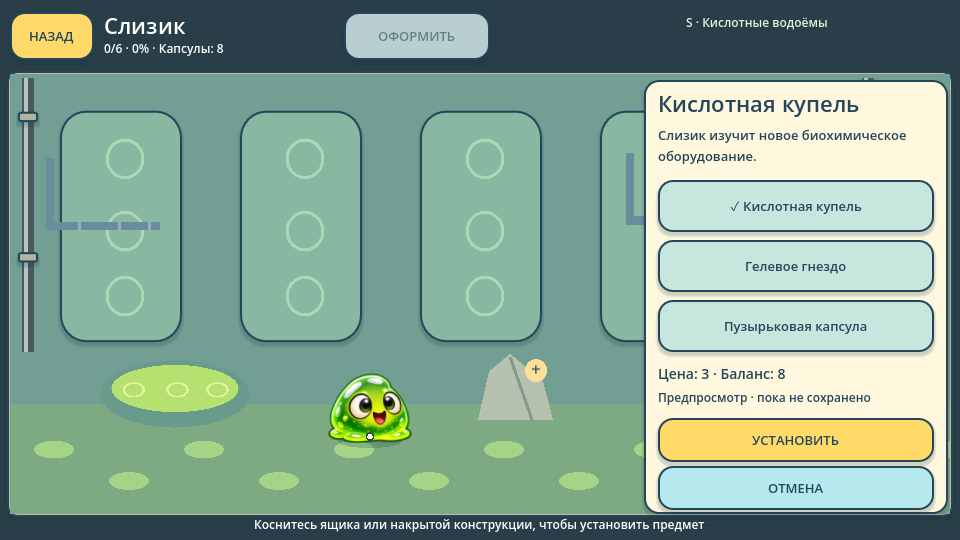 НАЗАД
Слизик
0/6 · 0% · Капсулы: 8
ОФОРМИТЬ
S · Кислотные водоёмы
Кислотная купель
Слизик изучит новое биохимическое
оборудование.
✓ Кислотная купель
Гелевое гнездо
Пузырьковая капсула
Цена: 3 · Баланс: 8
Предпросмотр · пока не сохранено
УСТАНОВИТЬ
ОТМЕНА
+
Коснитесь ящика или накрытой конструкции, чтобы установить предмет